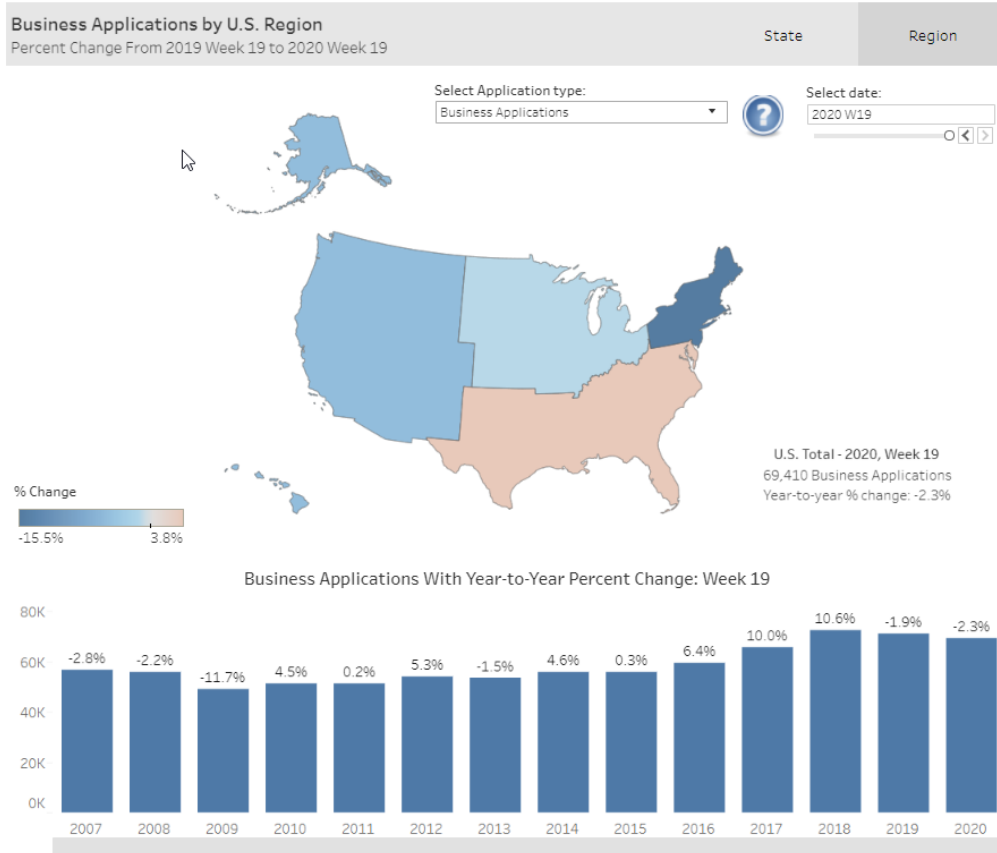 Business Applications by U.S. Region
Percent Change From 2019 Week 19 to 2020 Week 19
State
Region
Select Application type:
Business Applications
?
Select date:
2020 W19
U.S. Total - 2020, Week 19
69,410 Business Applications
Year-to-year % change: -2.3%
% Change
-15.5% 3.8%
Business Applications With Year-to-Year Percent Change: Week 19
80K
60K
40K
20K
0K
-2.8% -2.2% -11.7% 4.5% 0.2% 5.3% -1.5% 4.6% 0.3% 6.4% 10.0% 10.6% -1.9% -2.3%
2007 2008 2009 2010 2011 2012 2013 2014 2015 2016 2017 2018 2019 2020